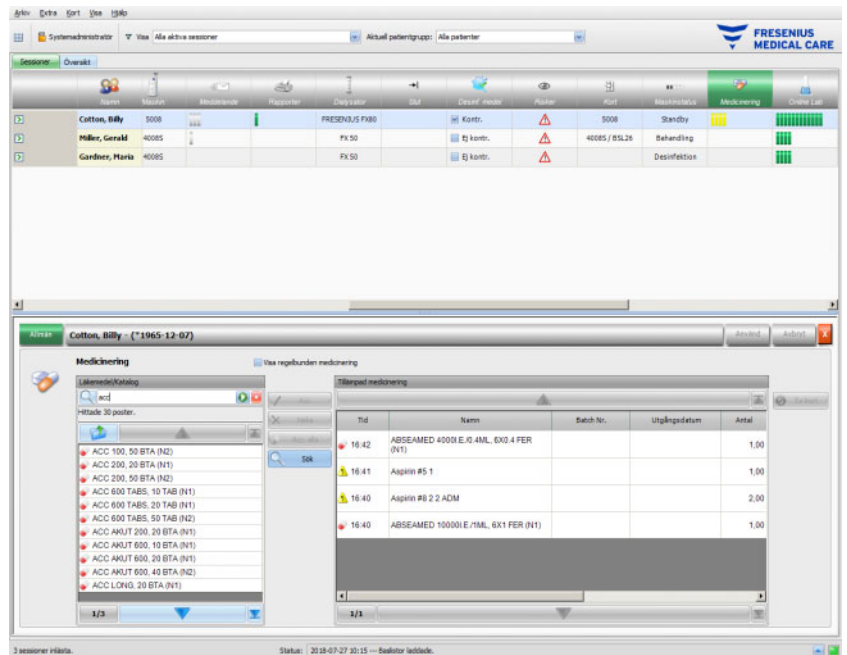 Arkiv Extra Kort Visa Hjälp
Systemadministratör Visa Alla aktiva sessioner Aktuell patientgrupp: Alla patienter
FRESENIUS
MEDICAL CARE
Sessioner Översikt
Namn Maskin Meddelande Rapporter Dialysator Slut Desinf. medel Risker Kort Maskinstatus Medicinering Online Lab
Cotton, Billy 5008 FRESENIUS FX80 Kontr. 5008 Standby
Miller, Gerald 4008S FX 50 Ej kontr. 4008S / BSL26 Behandling
Gardner, Maria 4008S FX 50 Ej kontr. Desinfektion
Allmän Cotton, Billy - (*1965-12-07) Använd Avbryt X
Medicinering Visa regelbunden medicinering
Läkemedel/Katalog Tillämpad medicinering
acc
Hittade 30 poster.
Sök
Tid Namn Batch Nr. Utgångsdatum Antal
ACC 100, 50 BTA (N2)
ACC 200, 20 BTA (N1)
ACC 200, 50 BTA (N2)
ACC 600 TABS, 10 TAB (N1)
ACC 600 TABS, 20 TAB (N1)
ACC 600 TABS, 50 TAB (N2)
ACC AKUT 200, 20 BTA (N1)
ACC AKUT 600, 10 BTA (N1)
ACC AKUT 600, 20 BTA (N1)
ACC AKUT 600, 40 BTA (N2)
ACC LONG, 20 BTA (N1)
16:42 ABSEAMED 4000I.E./0.4ML, 6X0.4 FER (N1) 1,00
16:41 Aspirin #5 1 1,00
16:40 Aspirin #8 2 2 ADM 2,00
16:40 ABSEAMED 10000I.E./1ML, 6X1 FER (N1) 1,00
1/3 1/1
3 sessioner inlästa. Status: 2018-07-27 10:15 --- Baslistor laddade.